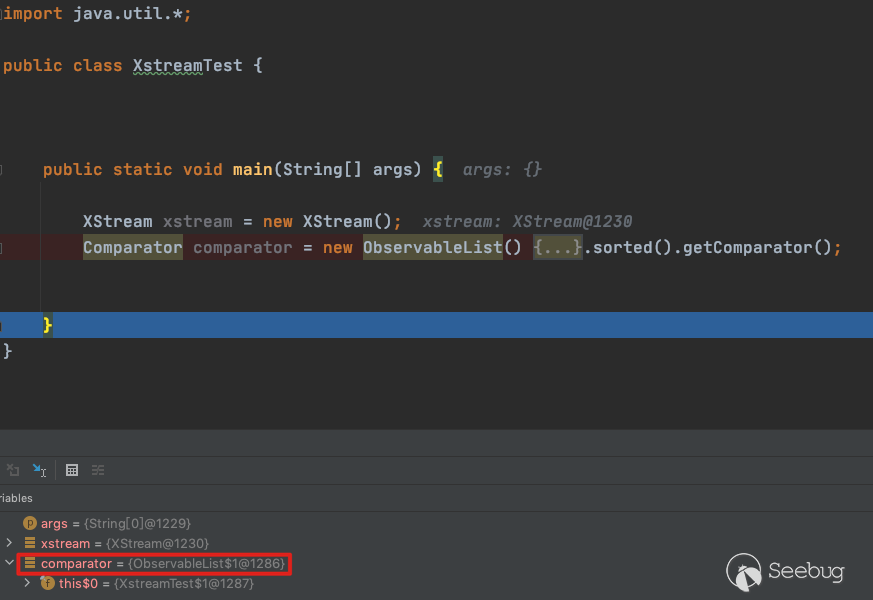 import java.util.*;
public class XstreamTest {
public static void main(String[] args) { args: {}
XStream xstream = new XStream(); xstream: XStream@1230
Comparator comparator = new ObservableList() {...}.sorted().getComparator();
}
}
riables
p args = {String[0]@1229}
xstream = {XStream@1230}
comparator = {ObservableList$1@1286}
f this$0 = {XstreamTest$1@1287}
Seebug